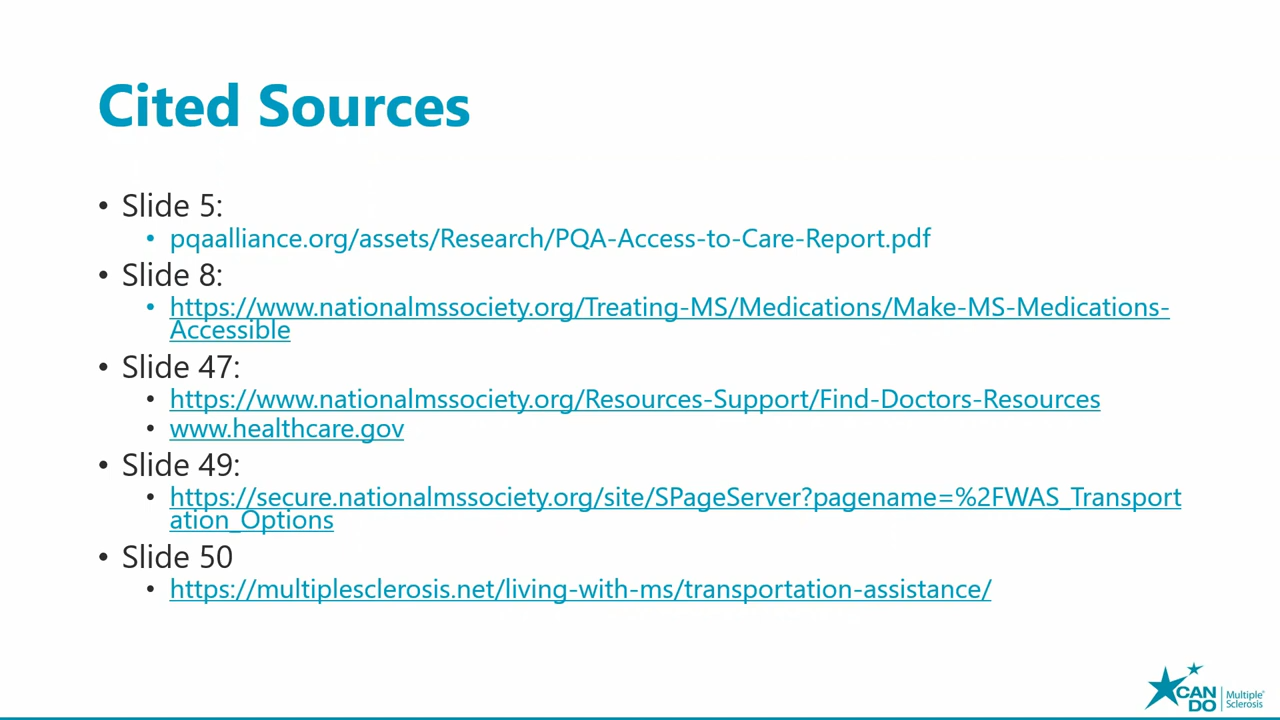 Cited Sources
• Slide 5:
• pqaalliance.org/assets/Research/PQA-Access-to-Care-Report.pdf
• Slide 8:
• https://www.nationalmssociety.org/Treating-MS/Medications/Make-MS-Medications-
Accessible
• Slide 47:
• https://www.nationalmssociety.org/Resources-Support/Find-Doctors-Resources
• www.healthcare.gov
• Slide 49:
• https://secure.nationalmssociety.org/site/SPageServer?pagename=%2FWAS_Transport
ation_Options
• Slide 50
• https://multiplesclerosis.net/living-with-ms/transportation-assistance/
CAN DO
Multiple®
Sclerosis